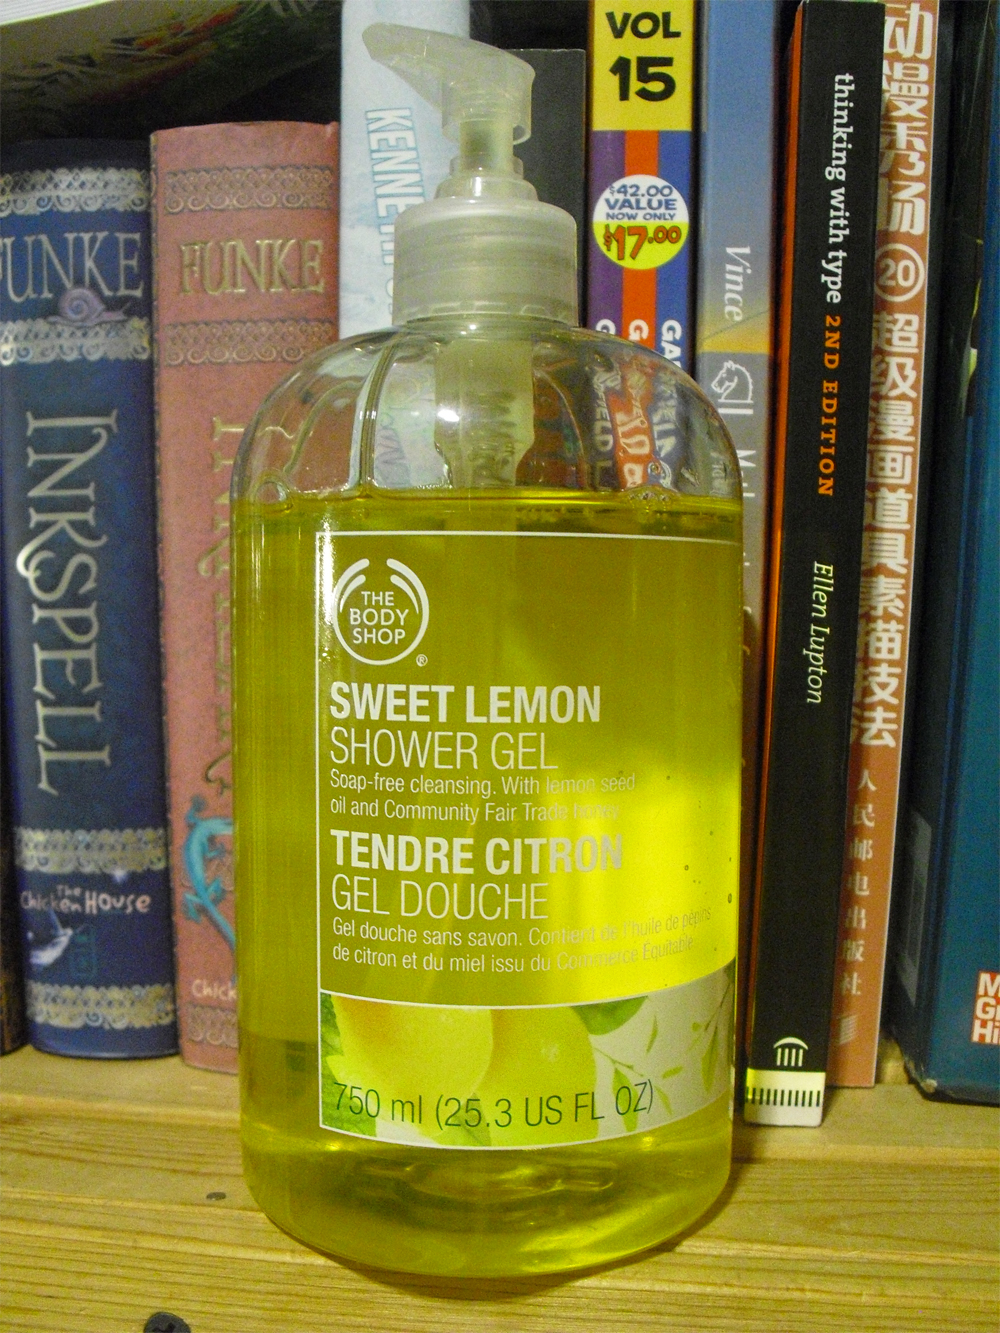 FUNKE
INKSPELL
The
Chicken House
FUNKE
VOL
15
$42.00
VALUE
NOW ONLY
$17.00
Vince
thinking with type 2ND EDITION
Ellen Lupton
动漫秀场
20
超级漫画道具素描技法
人民邮电出版社
THE
BODY
SHOP
®
SWEET LEMON
SHOWER GEL
Soap-free cleansing. With lemon seed
oil and Community Fair Trade honey
TENDRE CITRON
GEL DOUCHE
Gel douche sans savon. Contient de l'huile de pépins
de citron et du miel issu du Commerce Equitable
750 ml (25.3 US FL OZ)